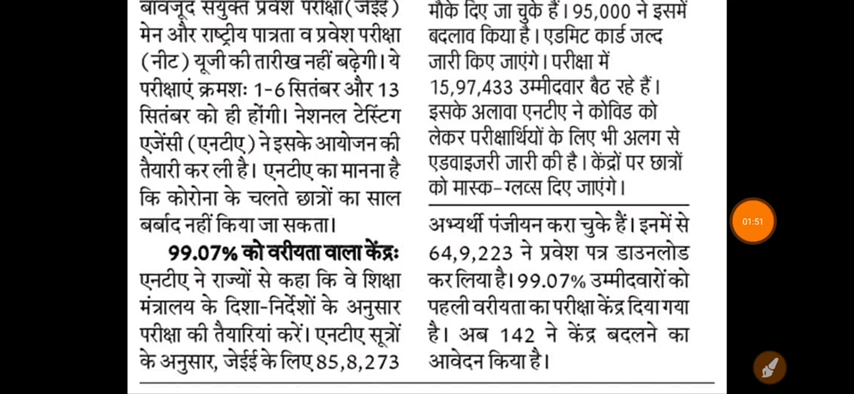 बावजूद संयुक्त प्रवेश परीक्षा (जेईई)
मेन और राष्ट्रीय पात्रता व प्रवेश परीक्षा
(नीट) यूजी की तारीख नहीं बढ़ेगी। ये
परीक्षाएं क्रमशः 1-6 सितंबर और 13
सितंबर को ही होंगी। नेशनल टेस्टिंग
एजेंसी (एनटीए) ने इसके आयोजन की
तैयारी कर ली है। एनटीए का मानना है
कि कोरोना के चलते छात्रों का साल
बर्बाद नहीं किया जा सकता।
99.07% को वरीयता वाला केंद्रः
एनटीए ने राज्यों से कहा कि वे शिक्षा
मंत्रालय के दिशा-निर्देशों के अनुसार
परीक्षा की तैयारियां करें। एनटीए सूत्रों
के अनुसार, जेईई के लिए 85,8,273
मौके दिए जा चुके हैं। 95,000 ने इसमें
बदलाव किया है। एडमिट कार्ड जल्द
जारी किए जाएंगे। परीक्षा में
15,97,433 उम्मीदवार बैठ रहे हैं।
इसके अलावा एनटीए ने कोविड को
लेकर परीक्षार्थियों के लिए भी अलग से
एडवाइजरी जारी की है। केंद्रों पर छात्रों
को मास्क-ग्लव्स दिए जाएंगे।
अभ्यर्थी पंजीयन करा चुके हैं। इनमें से
64,9,223 ने प्रवेश पत्र डाउनलोड
कर लिया है। 99.07% उम्मीदवारों को
पहली वरीयता का परीक्षा केंद्र दिया गया
है। अब 142 ने केंद्र बदलने का
आवेदन किया है।
01:51